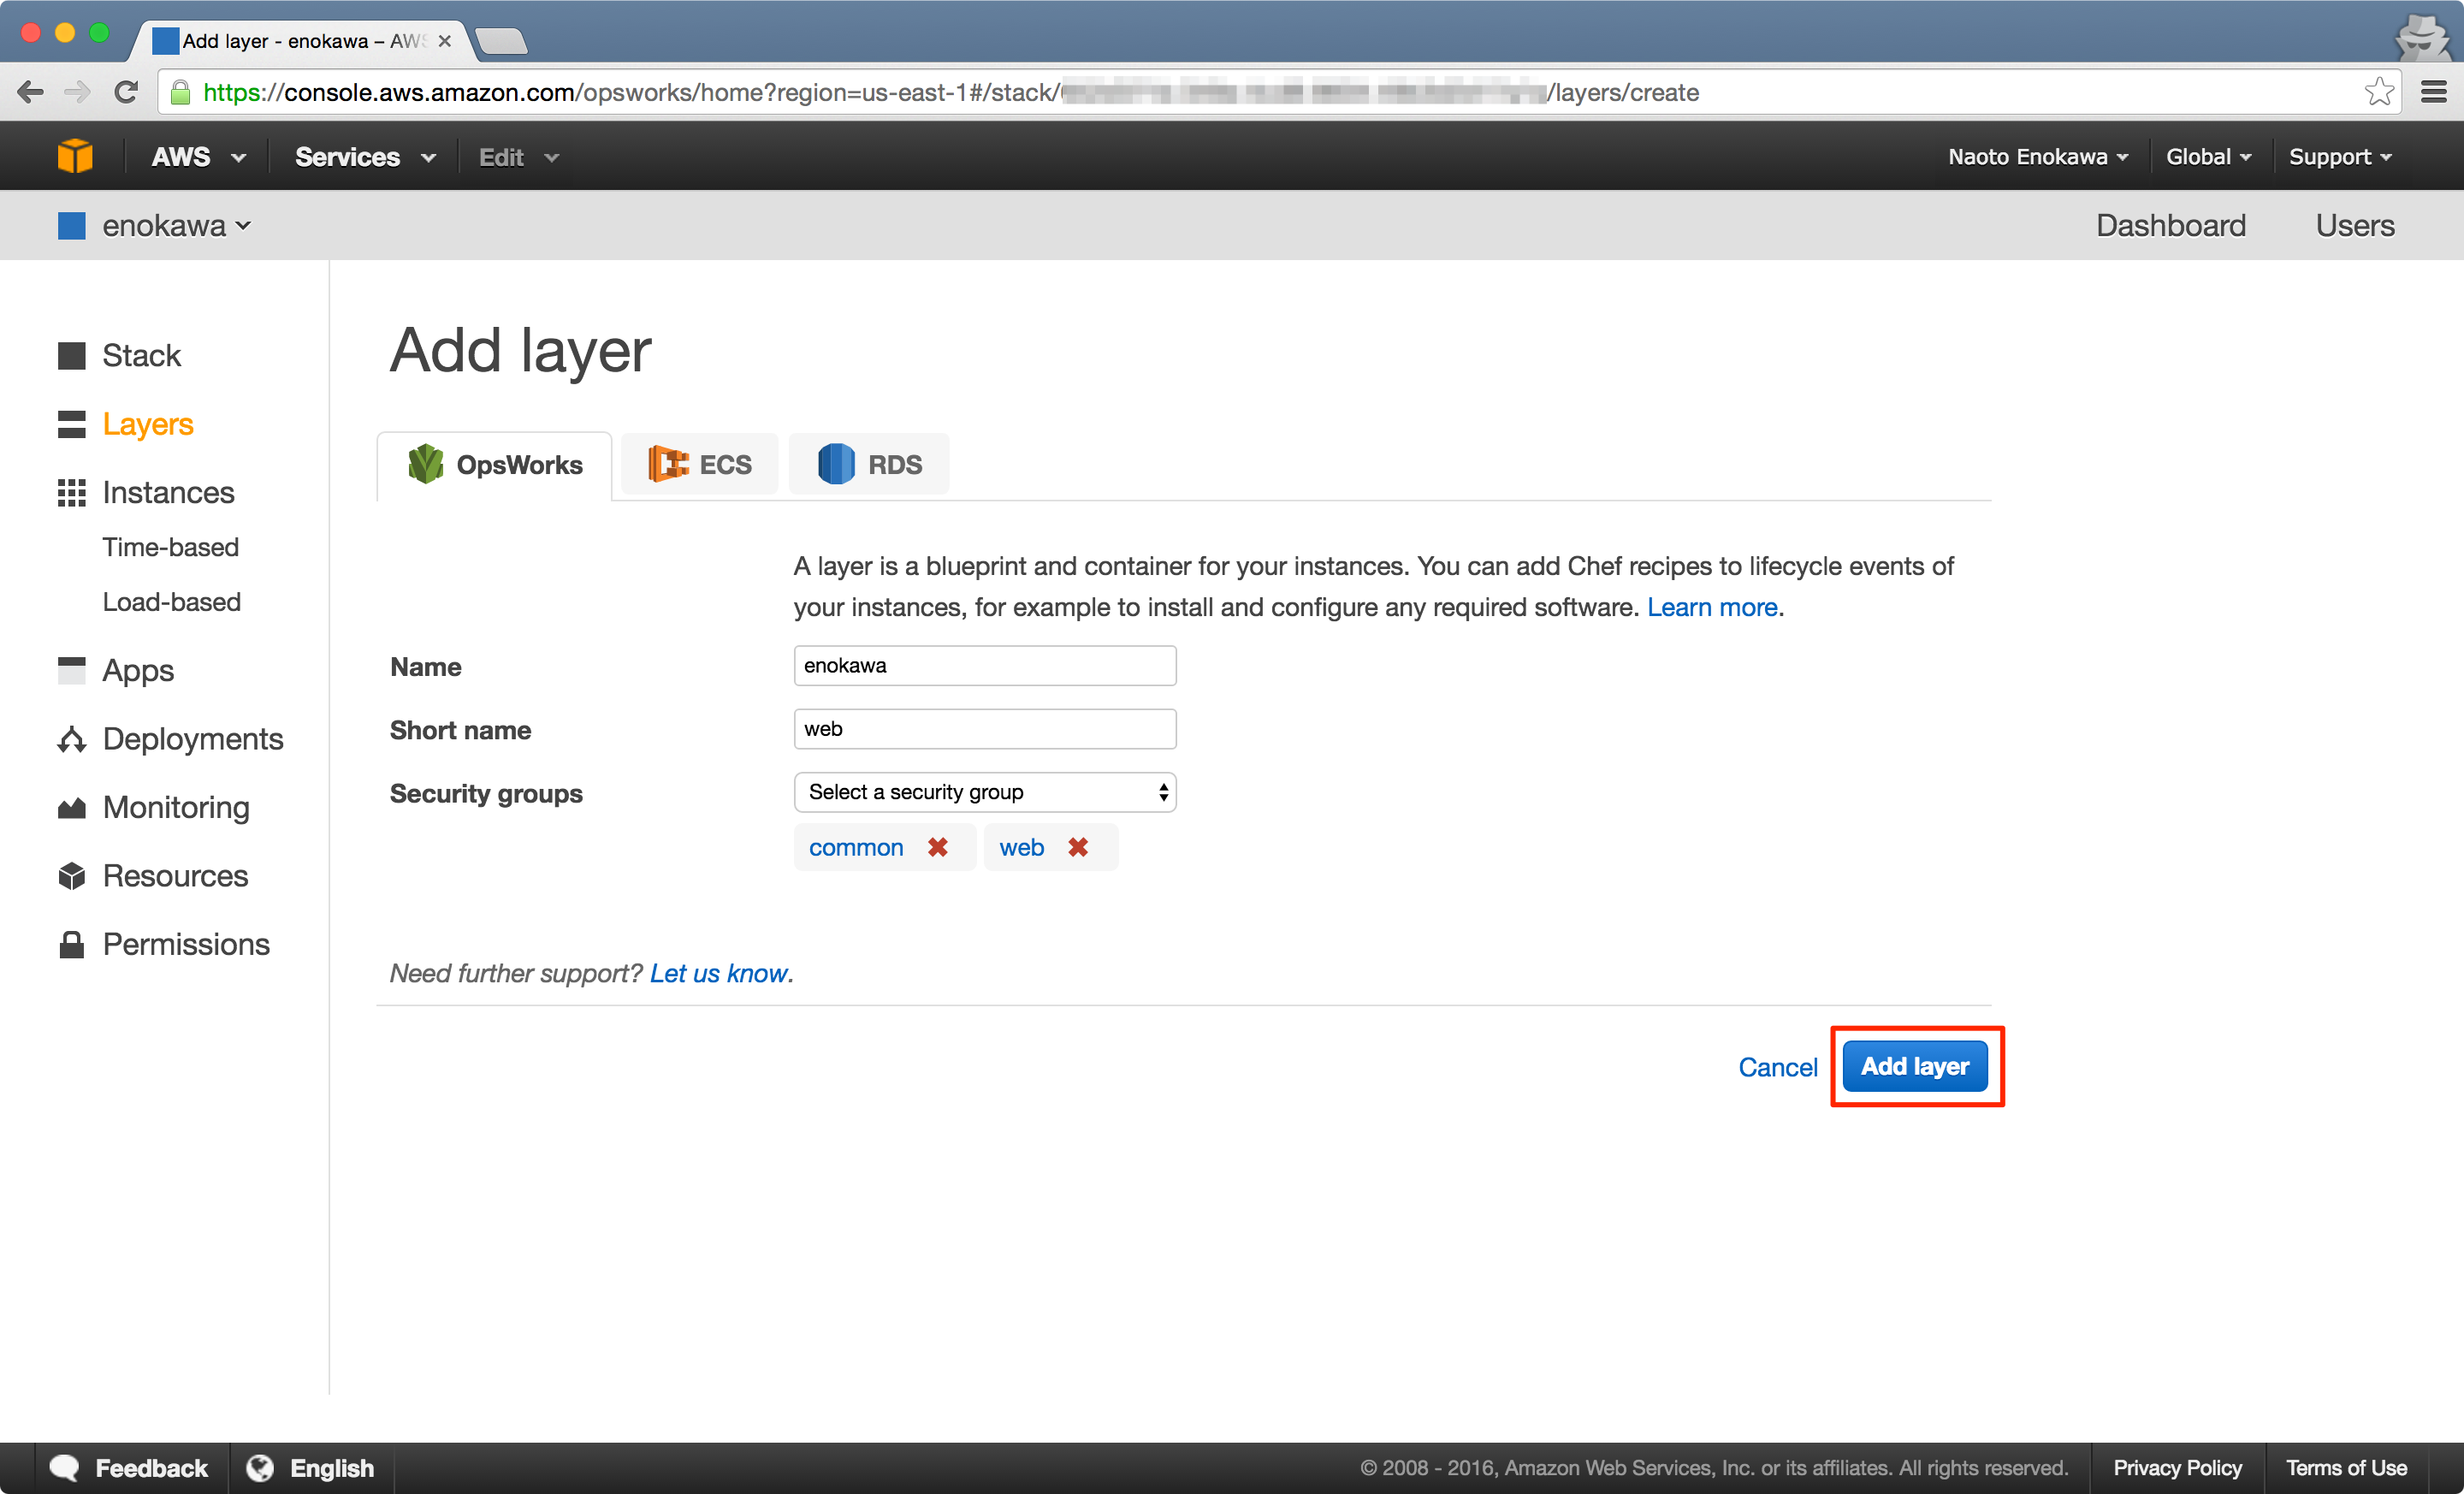 Add layer - enokawa – AWS
https://console.aws.amazon.com/opsworks/home?region=us-east-1#/stack/ /layers/create
AWS Services Edit Naoto Enokawa Global Support
enokawa Dashboard Users
Stack
Layers
Instances
Time-based
Load-based
Apps
Deployments
Monitoring
Resources
Permissions
Add layer
OpsWorks ECS RDS
A layer is a blueprint and container for your instances. You can add Chef recipes to lifecycle events of
your instances, for example to install and configure any required software. Learn more.
Name enokawa
Short name web
Security groups Select a security group
common web
Need further support? Let us know.
Cancel Add layer
Feedback English © 2008 - 2016, Amazon Web Services, Inc. or its affiliates. All rights reserved. Privacy Policy Terms of Use